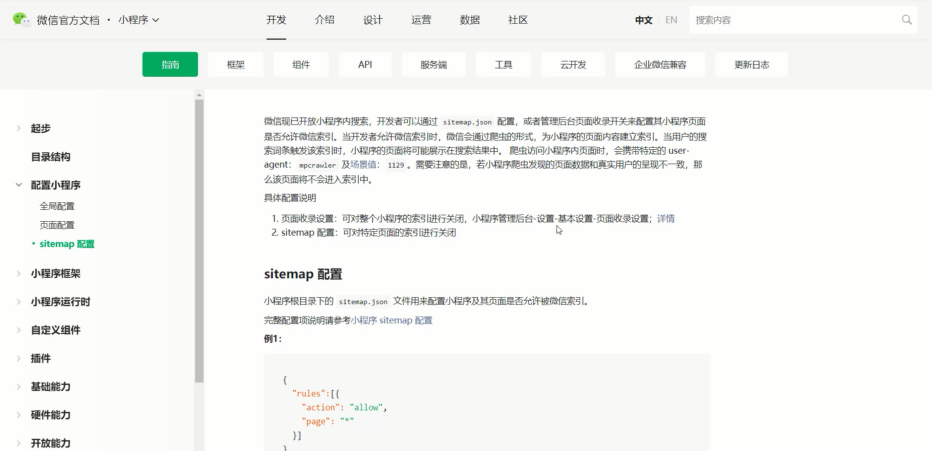 微信官方文档 · 小程序
开发 介绍 设计 运营 数据 社区
中文 EN 搜索内容
指南 框架 组件 API 服务端 工具 云开发 企业微信兼容 更新日志
起步
目录结构
配置小程序
全局配置
页面配置
sitemap 配置
小程序框架
小程序运行时
自定义组件
插件
基础能力
硬件能力
开放能力
微信现已开放小程序内搜索，开发者可以通过 sitemap.json 配置，或者管理后台页面收录开关来配置其小程序页面
是否允许微信索引。当开发者允许微信索引时，微信会通过爬虫的形式，为小程序的页面内容建立索引。当用户的搜
索词条触发该索引时，小程序的页面将可能展示在搜索结果中。 爬虫访问小程序内页面时，会携带特定的 user-
agent： mpcrawler 及场景值： 1129 。需要注意的是，若小程序爬虫发现的页面数据和真实用户的呈现不一致，那
么该页面将不会进入索引中。
具体配置说明
1. 页面收录设置：可对整个小程序的索引进行关闭，小程序管理后台-设置-基本设置-页面收录设置；详情
2. sitemap 配置：可对特定页面的索引进行关闭
sitemap 配置
小程序根目录下的 sitemap.json 文件用来配置小程序及其页面是否允许被微信索引。
完整配置项说明请参考小程序 sitemap 配置
例1：
{
"rules":[{
"action": "allow",
"page": "*"
}]
}